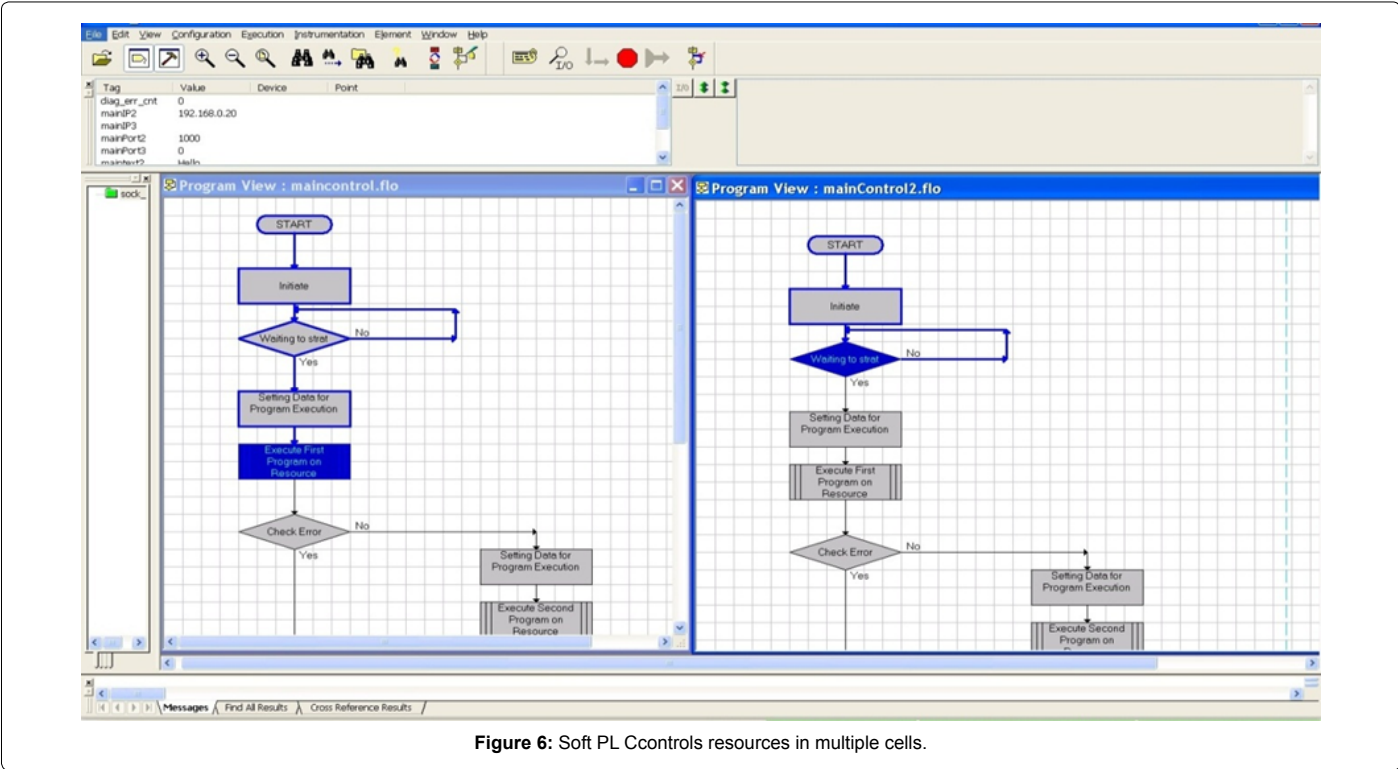 File Edit View Configuration Execution Instrumentation Element Window Help
I/O
Tag Value Device Point
I/O
diag_err_cnt 0
mainIP2 192.168.0.20
mainIP3
mainPort2 1000
mainPort3 0
maintext2 Hello
sock_
Program View : maincontrol.flo
START
Initiate
Waiting to strat
No
Yes
Setting Data for
Program Execution
Execute First
Program on
Resource
Check Error
No
Yes
Setting Data for
Program Execution
Execute Second
Program on
Resource
Program View : mainControl2.flo
START
Initiate
Waiting to strat
No
Yes
Setting Data for
Program Execution
Execute First
Program on
Resource
Check Error
No
Yes
Setting Data for
Program Execution
Execute Second
Program on
Messages Find All Results Cross Reference Results
Figure 6: Soft PL Ccontrols resources in multiple cells.